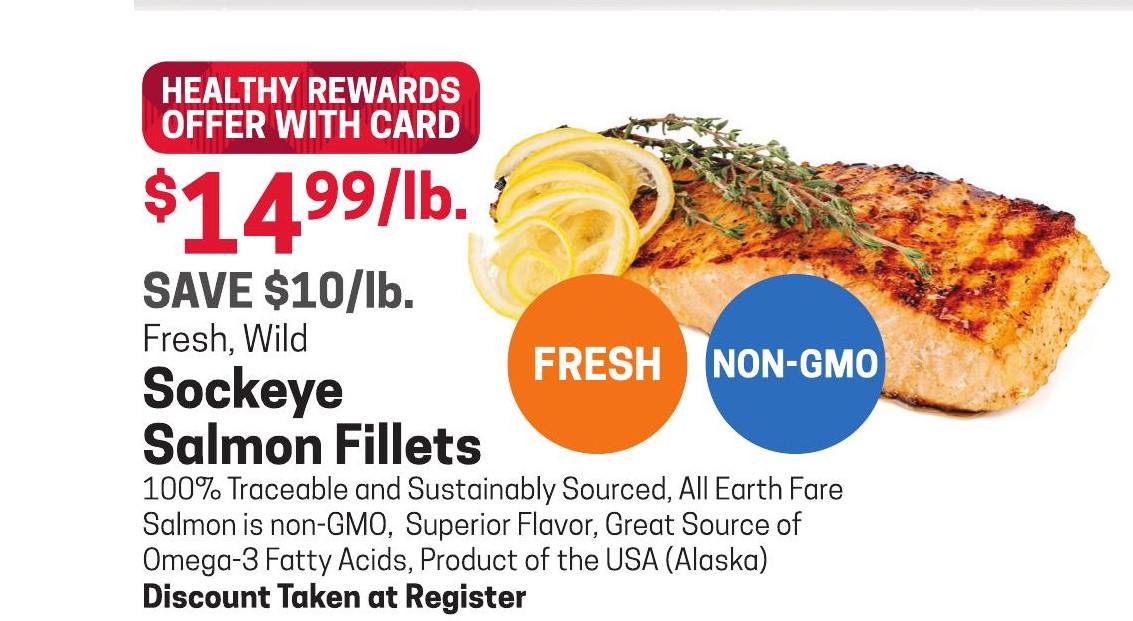 HEALTHY REWARDS
OFFER WITH CARD
$14.99/lb.
SAVE $10/lb.
Fresh, Wild
Sockeye
Salmon Fillets
FRESH
NON-GMO
100% Traceable and Sustainably Sourced, All Earth Fare
Salmon is non-GMO, Superior Flavor, Great Source of
Omega-3 Fatty Acids, Product of the USA (Alaska)
Discount Taken at Register